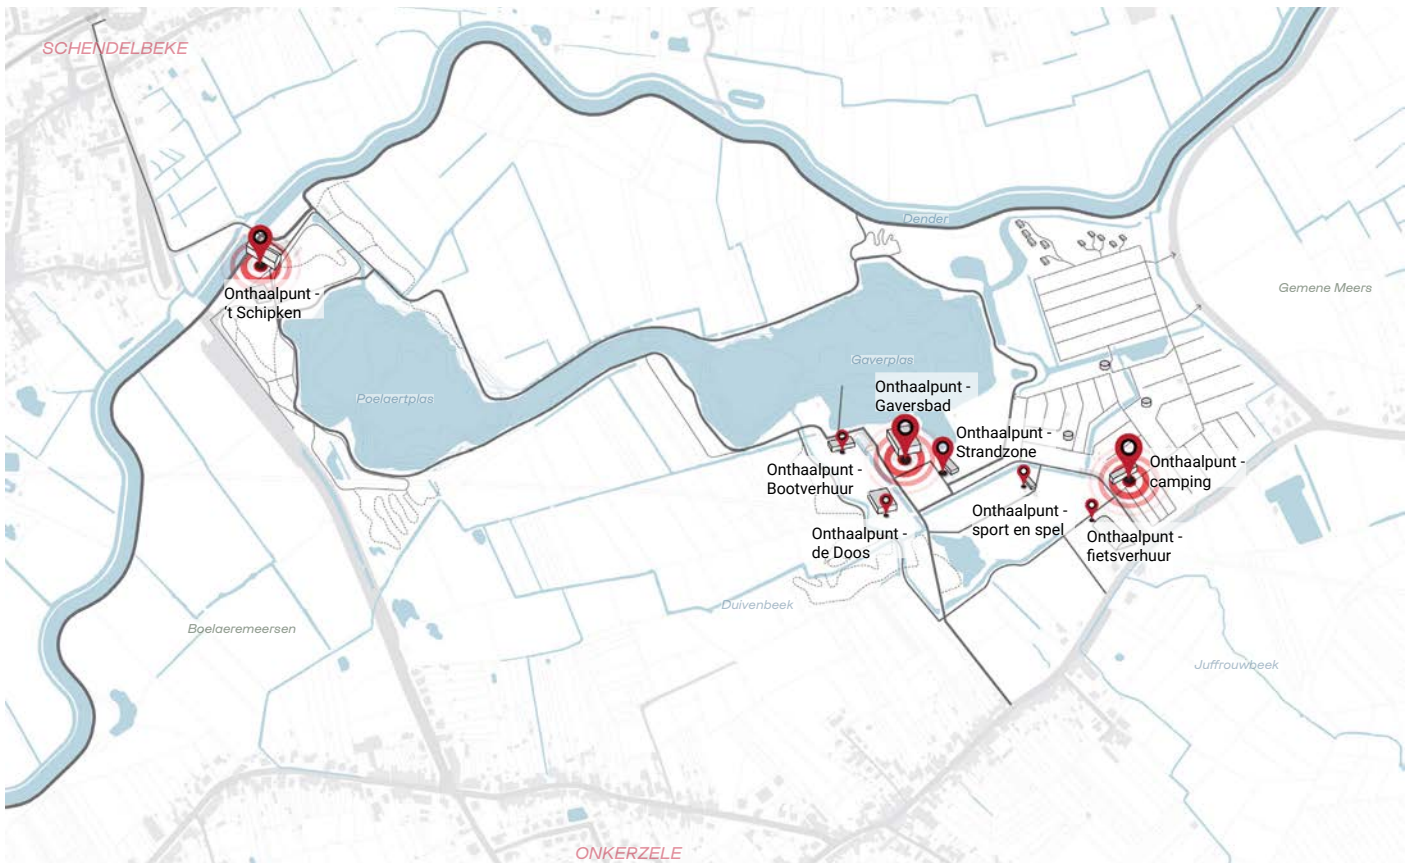 SCHENDELBEKE
Dender
Gemene Meers
Onthaalpunt -
‘t Schipken
Gaverplas
Poelaertplas
Onthaalpunt -
Gaversbad
Onthaalpunt -
Strandzone
Onthaalpunt -
Bootverhuur
Onthaalpunt -
camping
Onthaalpunt -
sport en spel
Onthaalpunt -
de Doos
Onthaalpunt -
fietsverhuur
Duivenbeek
Boelaeremeersen
Juffrouwbeek
ONKERZELE